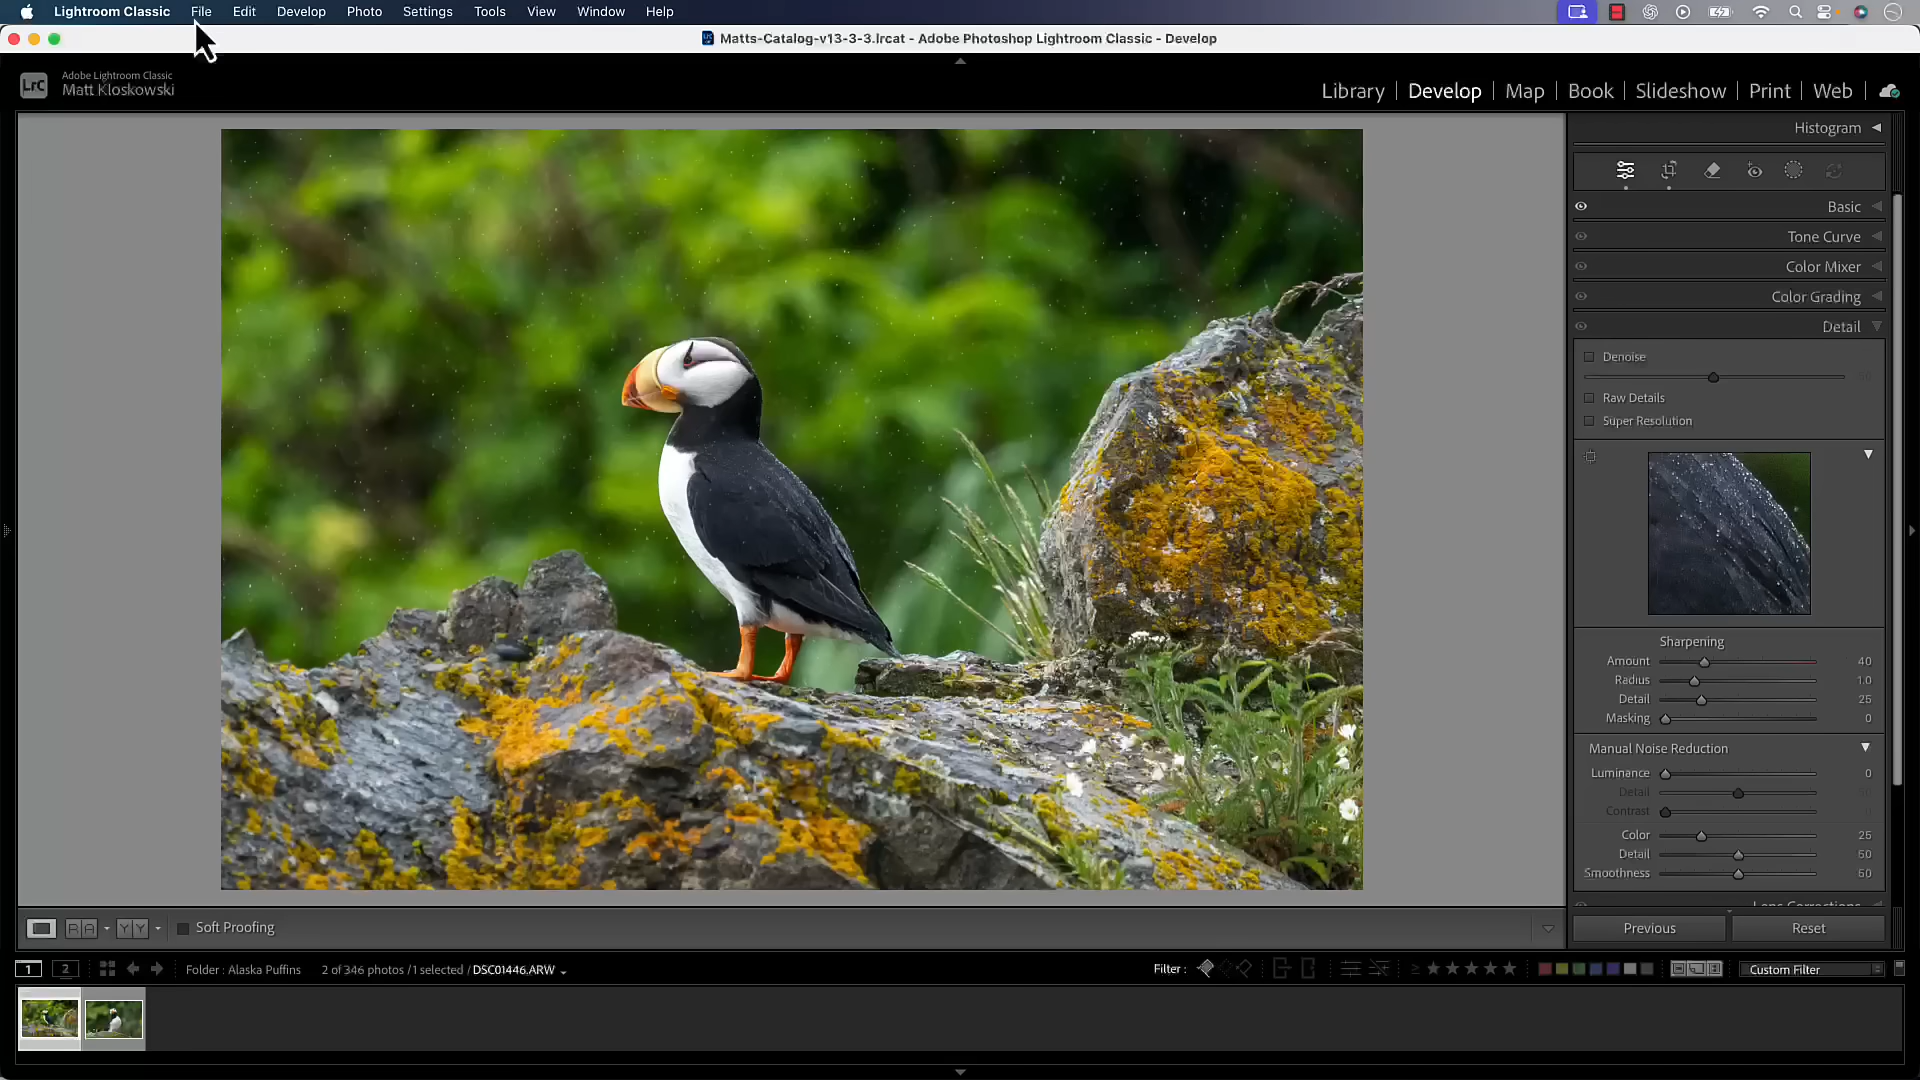 Lightroom Classic File Edit Develop Photo Settings Tools View Window Help
Matts-Catalog-v13-3-3.lrcat - Adobe Photoshop Lightroom Classic - Develop
LrC
Adobe Lightroom Classic
Matt Kloskowski
Library Develop Map Book Slideshow Print Web
Histogram
Basic
Tone Curve
Color Mixer
Color Grading
Detail
Denoise
Raw Details
Super Resolution
Sharpening
Amount 40
Radius 1.0
Detail 25
Masking 0
Manual Noise Reduction
Luminance 0
Detail
Contrast
Color 25
Detail 50
Smoothness 50
Lens Corrections
R A Y Y Soft Proofing
Previous Reset
1 2 Folder : Alaska Puffins 2 of 346 photos / 1 selected / DSC01446.ARW
Filter : Custom Filter